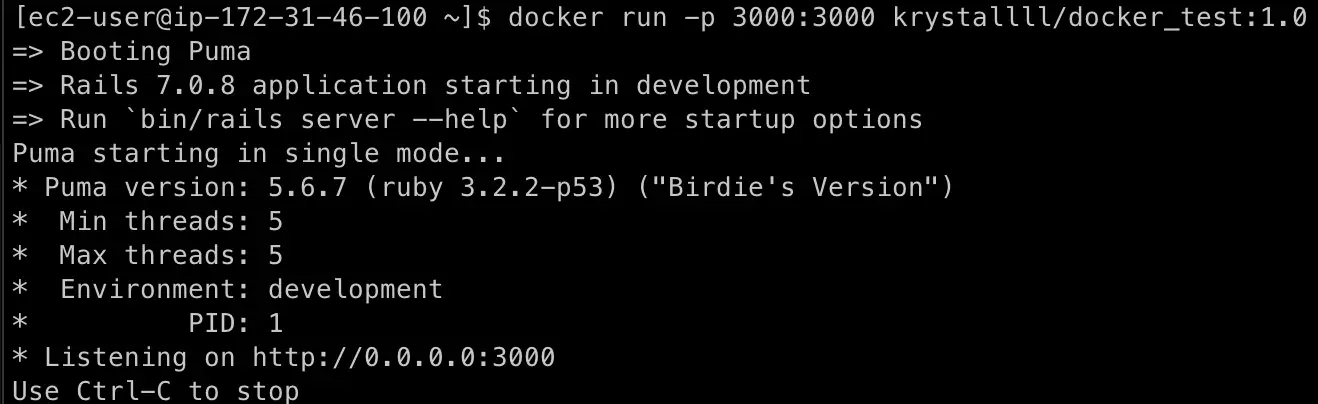 [ec2-user@ip-172-31-46-100 ~]$ docker run -p 3000:3000 krystallll/docker_test:1.0
=> Booting Puma
=> Rails 7.0.8 application starting in development
=> Run `bin/rails server --help` for more startup options
Puma starting in single mode...
* Puma version: 5.6.7 (ruby 3.2.2-p53) ("Birdie's Version")
*  Min threads: 5
*  Max threads: 5
*  Environment: development
*          PID: 1
* Listening on http://0.0.0.0:3000
Use Ctrl-C to stop